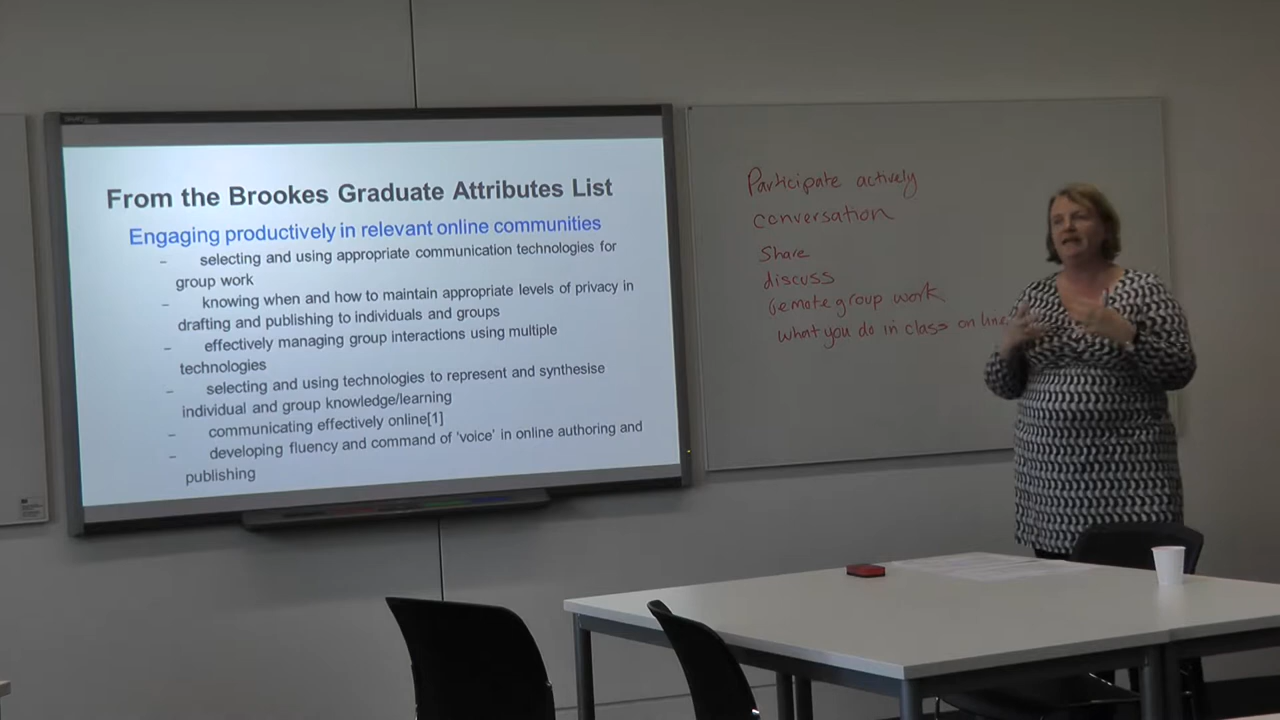 From the Brookes Graduate Attributes List
Engaging productively in relevant online communities
– selecting and using appropriate communication technologies for
group work
– knowing when and how to maintain appropriate levels of privacy in
drafting and publishing to individuals and groups
– effectively managing group interactions using multiple
technologies
– selecting and using technologies to represent and synthesise
individual and group knowledge/learning
– communicating effectively online[1]
– developing fluency and command of 'voice' in online authoring and
publishing
Participate actively
conversation
Share
discuss
remote group work
what you do in class on line